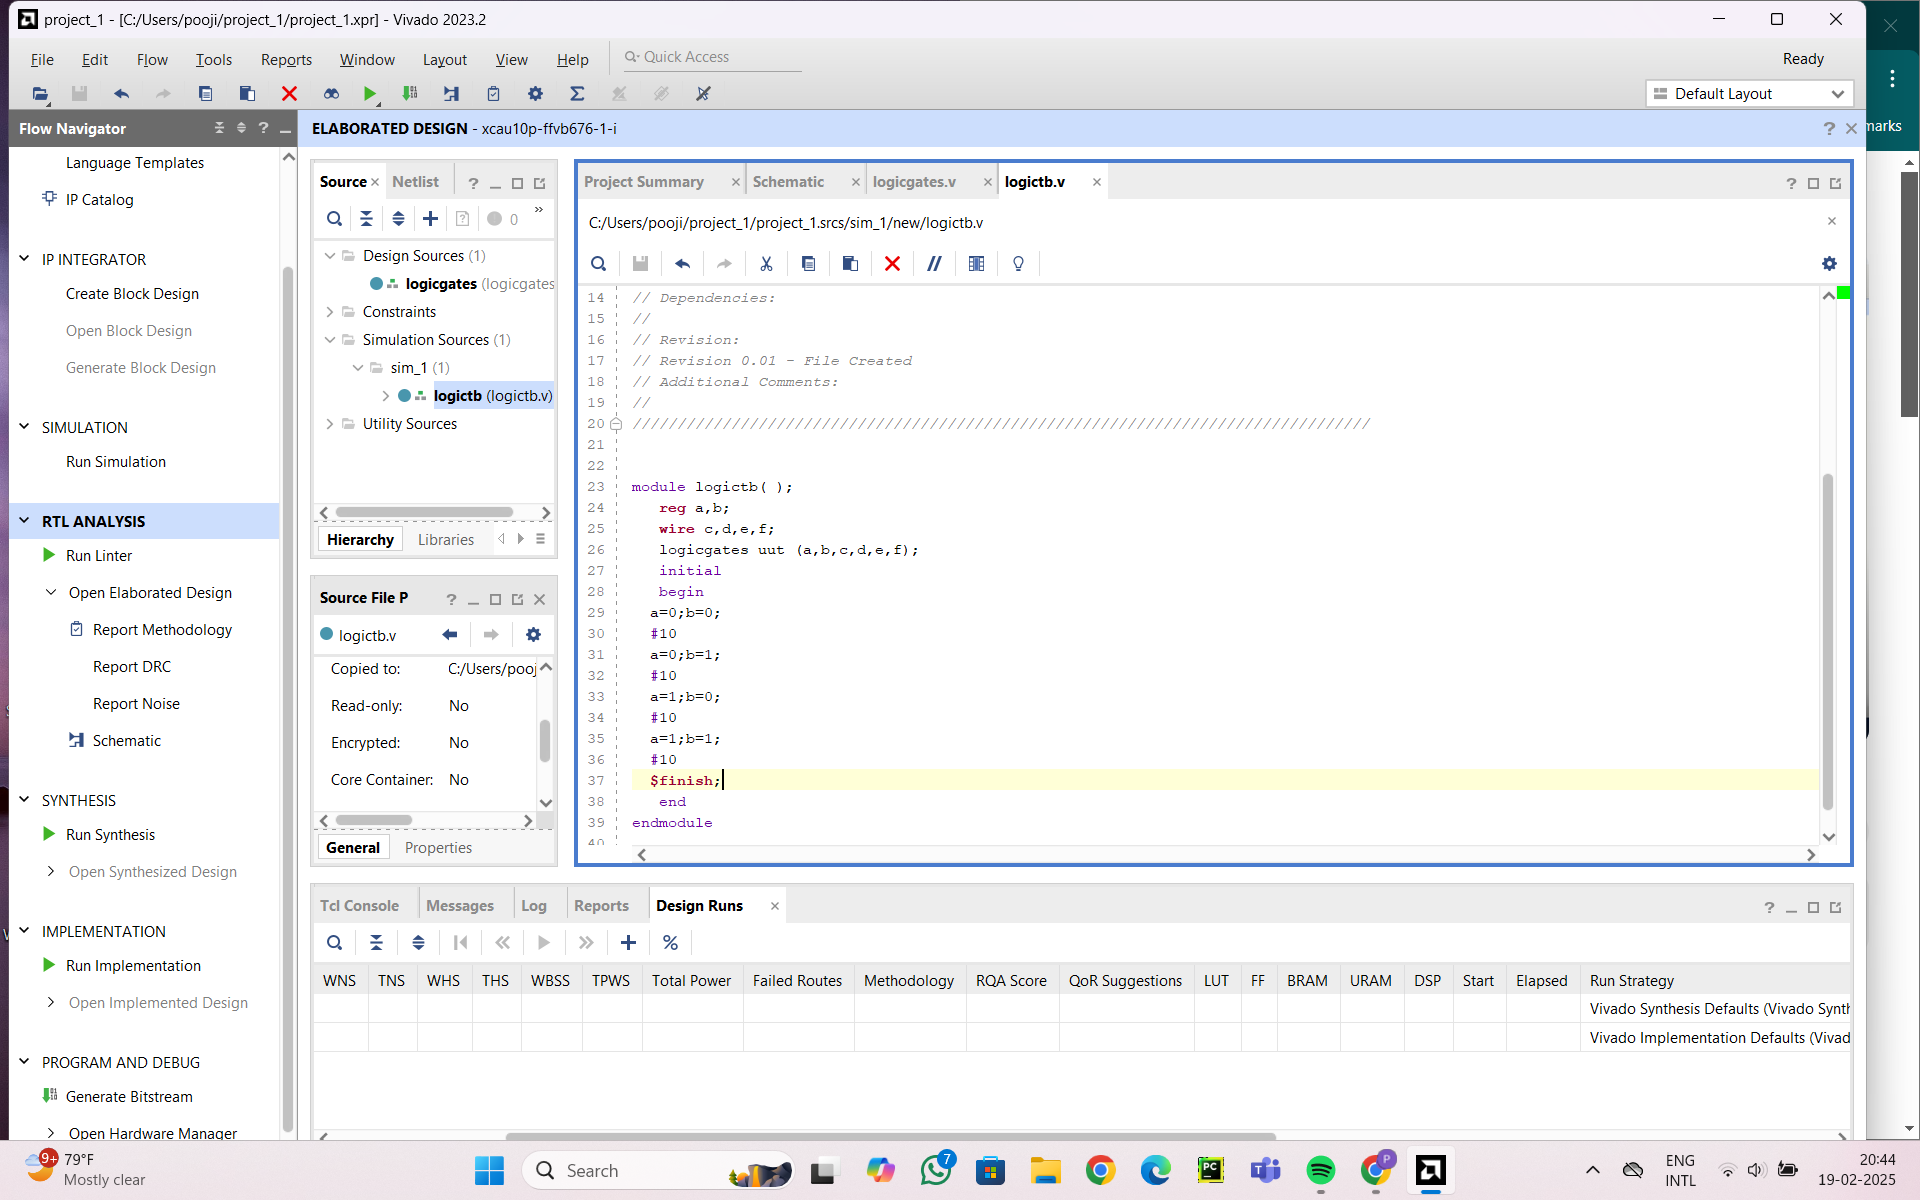 project_1 - [C:/Users/pooji/project_1/project_1.xpr] - Vivado 2023.2
File Edit Flow Tools Reports Window Layout View Help Quick Access Ready
Default Layout
marks
Flow Navigator
Language Templates
IP Catalog
IP INTEGRATOR
Create Block Design
Open Block Design
Generate Block Design
SIMULATION
Run Simulation
RTL ANALYSIS
Run Linter
Open Elaborated Design
Report Methodology
Report DRC
Report Noise
Schematic
SYNTHESIS
Run Synthesis
Open Synthesized Design
IMPLEMENTATION
Run Implementation
Open Implemented Design
PROGRAM AND DEBUG
Generate Bitstream
Open Hardware Manager
ELABORATED DESIGN - xcau10p-ffvb676-1-i
Source Netlist
0
Design Sources (1)
logicgates (logicgates
Constraints
Simulation Sources (1)
sim_1 (1)
logictb (logictb.v)
Utility Sources
Hierarchy Libraries
Source File P
logictb.v
Copied to: C:/Users/pooj
Read-only: No
Encrypted: No
Core Container: No
General Properties
Project Summary Schematic logicgates.v logictb.v
C:/Users/pooji/project_1/project_1.srcs/sim_1/new/logictb.v
14 // Dependencies:
15 //
16 // Revision:
17 // Revision 0.01 - File Created
18 // Additional Comments:
19 //
20 //////////////////////////////////////////////////////////////////////////////////
21
22
23 module logictb( );
24 reg a,b;
25 wire c,d,e,f;
26 logicgates uut (a,b,c,d,e,f);
27 initial
28 begin
29 a=0;b=0;
30 #10
31 a=0;b=1;
32 #10
33 a=1;b=0;
34 #10
35 a=1;b=1;
36 #10
37 $finish;
38 end
39 endmodule
40
Tcl Console Messages Log Reports Design Runs
WNS TNS WHS THS WBSS TPWS Total Power Failed Routes Methodology RQA Score QoR Suggestions LUT FF BRAM URAM DSP Start Elapsed Run Strategy
Vivado Synthesis Defaults (Vivado Synth
Vivado Implementation Defaults (Vivad
9+ 79°F
Mostly clear
Search
7
PC
P
ENG
INTL
20:44
19-02-2025